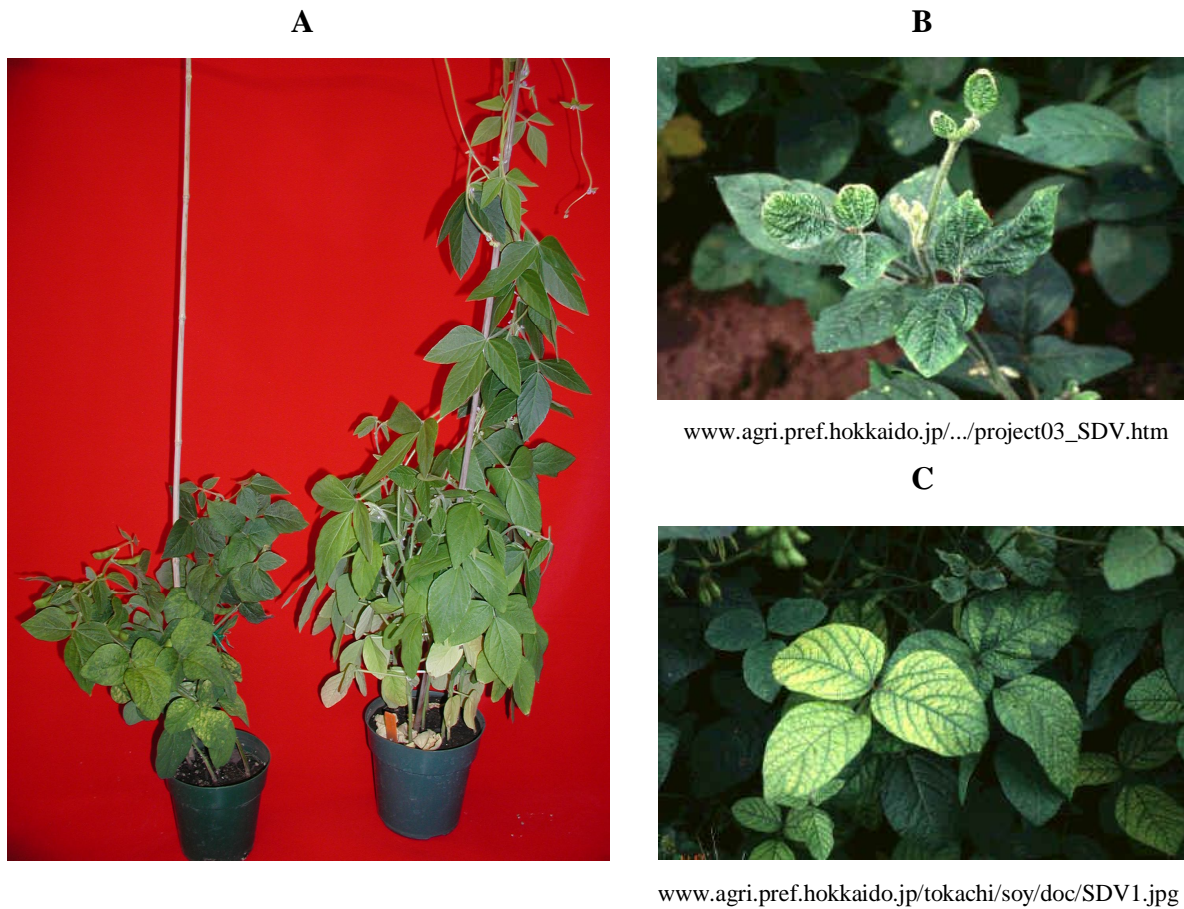 A
B
www.agri.pref.hokkaido.jp/.../project03_SDV.htm
C
www.agri.pref.hokkaido.jp/tokachi/soy/doc/SDV1.jpg